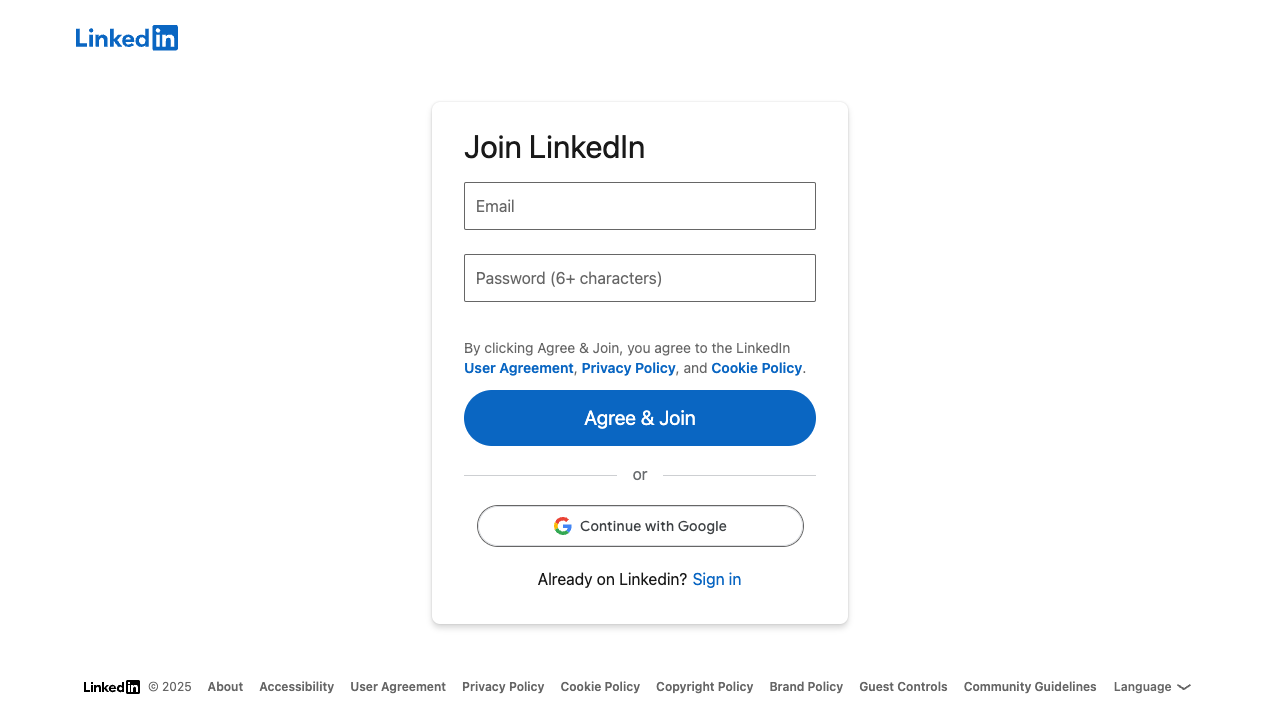 LinkedIn
Join LinkedIn
Email
Password (6+ characters)
By clicking Agree & Join, you agree to the LinkedIn
User Agreement, Privacy Policy, and Cookie Policy.
Agree & Join
or
Continue with Google
Already on Linkedin? Sign in
LinkedIn © 2025 About Accessibility User Agreement Privacy Policy Cookie Policy Copyright Policy Brand Policy Guest Controls Community Guidelines Language